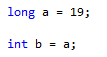 long a = 19;
int b = a;